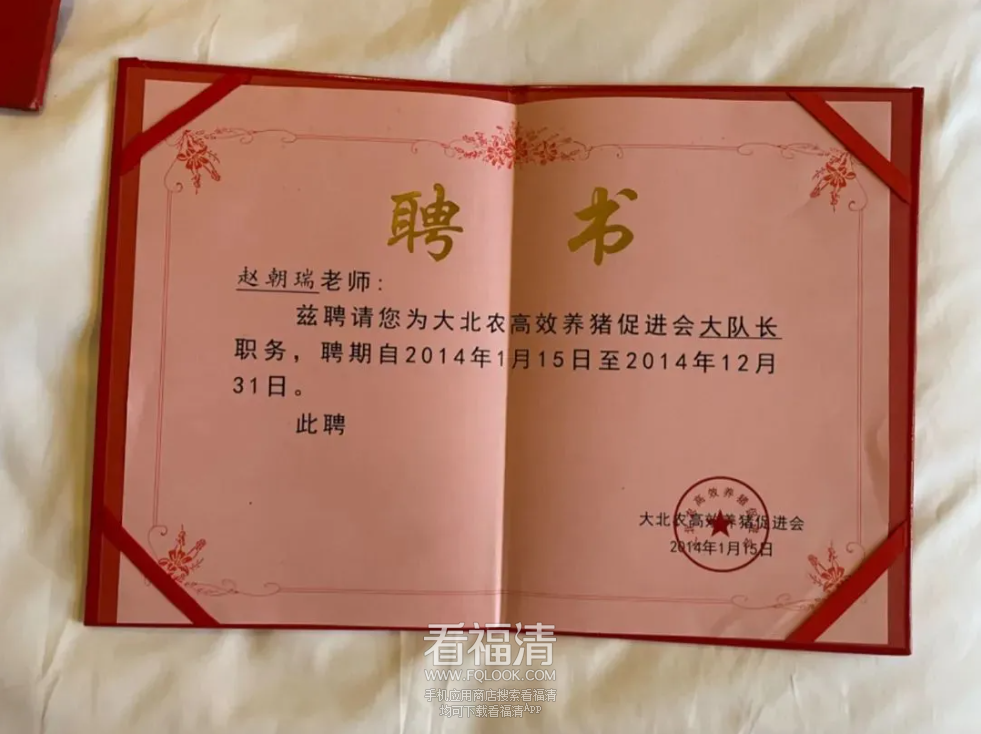 聘 书
赵朝瑞老师:
兹聘请您为大北农高效养猪促进会大队长
职务，聘期自2014年1月15日至2014年12月
31日。
此聘
大北农高效养猪促进会
2014年1月15日
看福清
WWW.FQLOOK.COM
手机应用商店搜索看福清
均可下载看福清APP